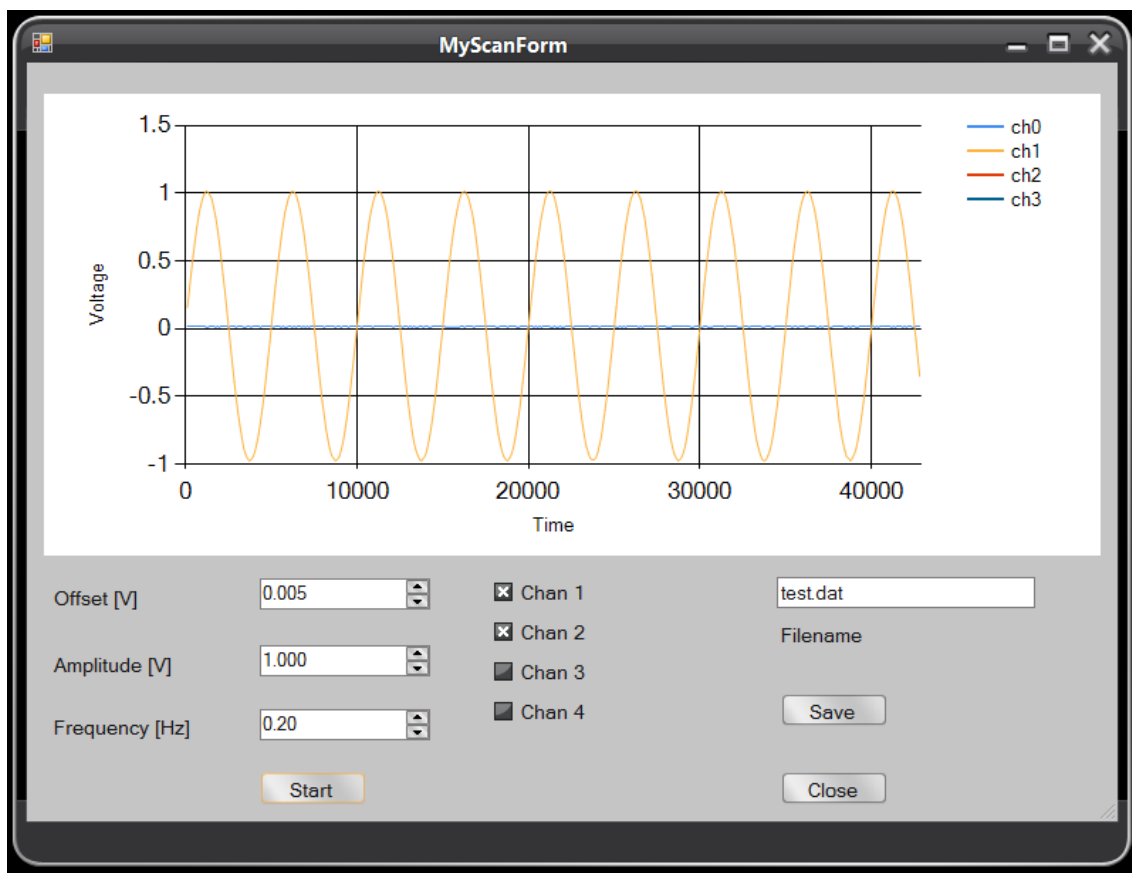 MyScanForm
1.5
1
0.5
0
-0.5
-1
Voltage
0 10000 20000 30000 40000
Time
ch0
ch1
ch2
ch3
Offset [V] 0.005
Amplitude [V] 1.000
Frequency [Hz] 0.20
Start
Chan 1
Chan 2
Chan 3
Chan 4
test.dat
Filename
Save
Close